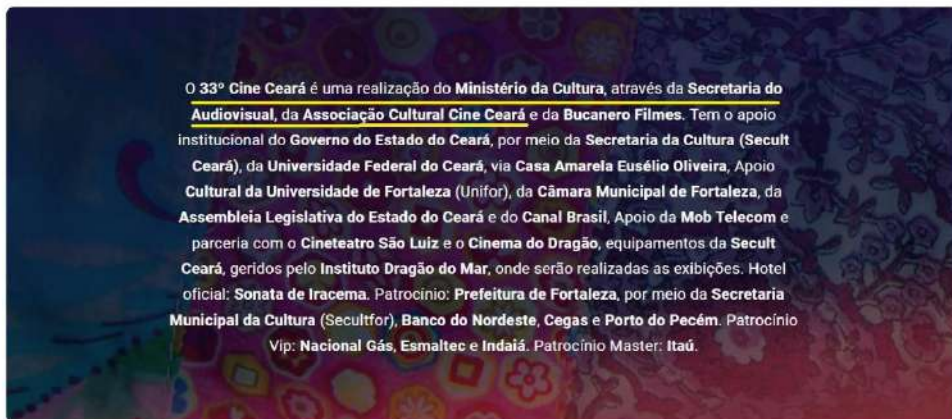 O 33º Cine Ceará é uma realização do Ministério da Cultura, através da Secretaria do
Audiovisual, da Associação Cultural Cine Ceará e da Bucanero Filmes. Tem o apoio
institucional do Governo do Estado do Ceará, por meio da Secretaria da Cultura (Secult
Ceará), da Universidade Federal do Ceará, via Casa Amarela Eusélio Oliveira, Apoio
Cultural da Universidade de Fortaleza (Unifor), da Câmara Municipal de Fortaleza, da
Assembleia Legislativa do Estado do Ceará e do Canal Brasil, Apoio da Mob Telecom e
parceria com o Cineteatro São Luiz e o Cinema do Dragão, equipamentos da Secult
Ceará, geridos pelo Instituto Dragão do Mar, onde serão realizadas as exibições. Hotel
oficial: Sonata de Iracema. Patrocínio: Prefeitura de Fortaleza, por meio da Secretaria
Municipal da Cultura (Secultfor), Banco do Nordeste, Cegas e Porto do Pecém. Patrocínio
Vip: Nacional Gás, Esmaltec e Indaiá. Patrocínio Master: Itaú.